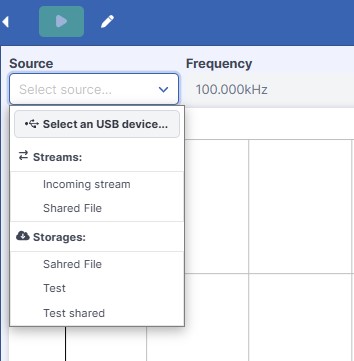 Source
Frequency
Select source...
100.000kHz
Select an USB device...
Streams:
Incoming stream
Shared File
Storages:
Sahred File
Test
Test shared